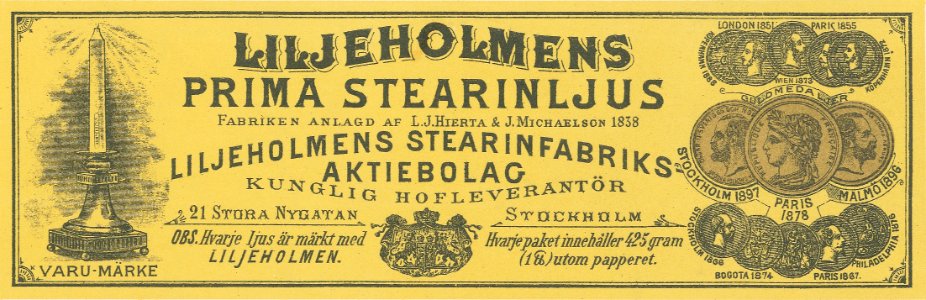 LILJEHOLMENS
PRIMA STEARINLJUS
FABRIKEN ANLAGD AF L.J.HIERTA & J.MICHAELSON 1838
LILJEHOLMENS STEARINFABRIKS-
AKTIEBOLAG
KUNGLIG HOFLEVERANTÖR
21 STORA NYGATAN
STOCKHOLM
OBS. Hvarje ljus är märkt med
LILJEHOLMEN.
Hvarje paket innehåller 425 gram
(1 ℔) utom papperet.
VARU-MÄRKE
LONDON 1851
PARIS 1855
WIEN 1873
GULDMEDALJER
STOCKHOLM 1897
PARIS
1878
MALMÖ 1896
STOCKHOLM 1866
PHILADELPHIA 1876
BOGOTA 1874
PARIS 1867.